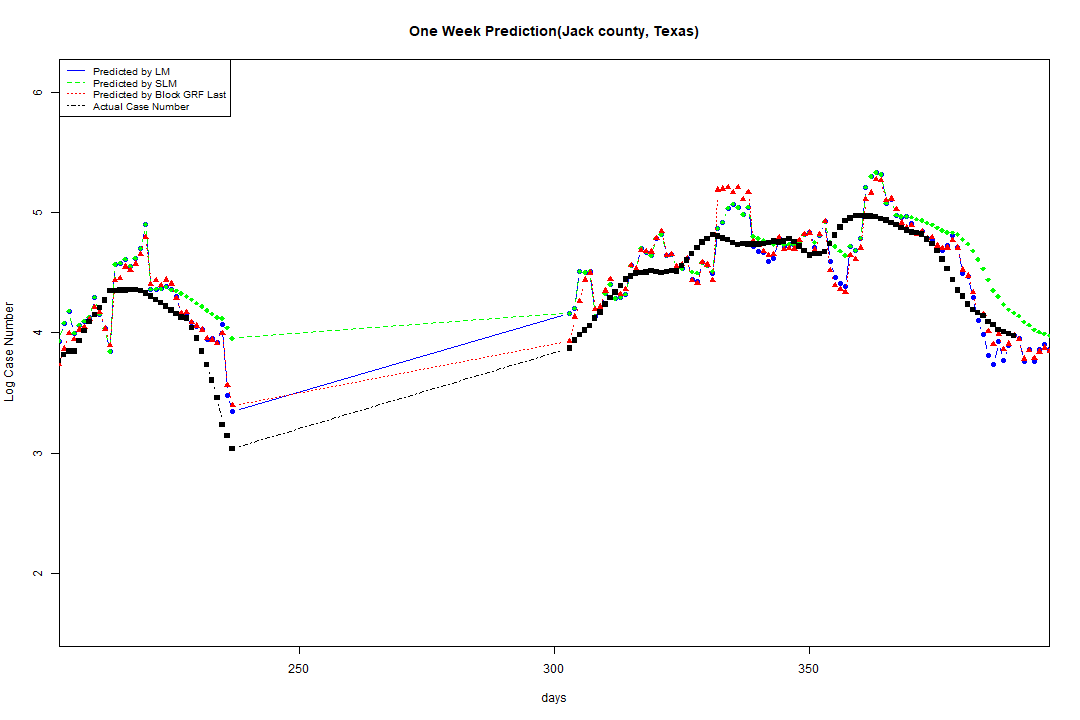 One Week Prediction(Jack county, Texas)
Predicted by LM
Predicted by SLM
Predicted by Block GRF Last
Actual Case Number
Log Case Number
6
5
4
3
2
250
300
350
days